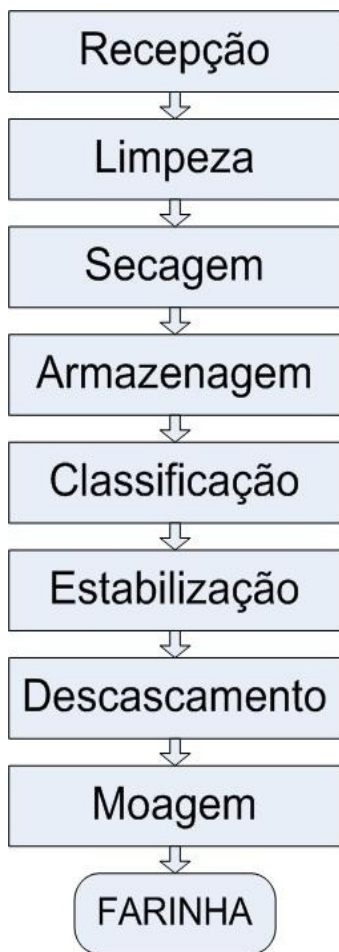 Recepção
Limpeza
Secagem
Armazenagem
Classificação
Estabilização
Descascamento
Moagem
FARINHA